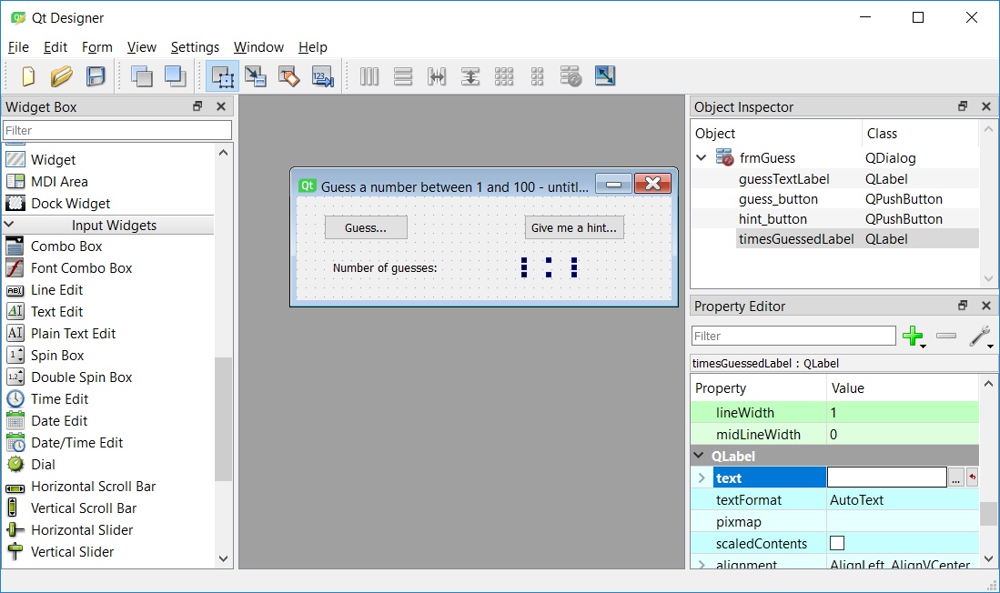 Qt Designer
File Edit Form View Settings Window Help
Widget Box
Filter
Widget
MDI Area
Dock Widget
Input Widgets
Combo Box
Font Combo Box
Line Edit
Text Edit
Plain Text Edit
Spin Box
Double Spin Box
Time Edit
Date Edit
Date/Time Edit
Dial
Horizontal Scroll Bar
Vertical Scroll Bar
Horizontal Slider
Vertical Slider
Qt Guess a number between 1 and 100 - untitl...
Guess... Give me a hint...
Number of guesses:
Object Inspector
Object Class
frmGuess QDialog
guessTextLabel QLabel
guess_button QPushButton
hint_button QPushButton
timesGuessedLabel QLabel
Property Editor
Filter
timesGuessedLabel : QLabel
Property Value
lineWidth 1
midLineWidth 0
QLabel
text ...
textFormat AutoText
pixmap
scaledContents
alignment AlignLeft, AlignVCenter